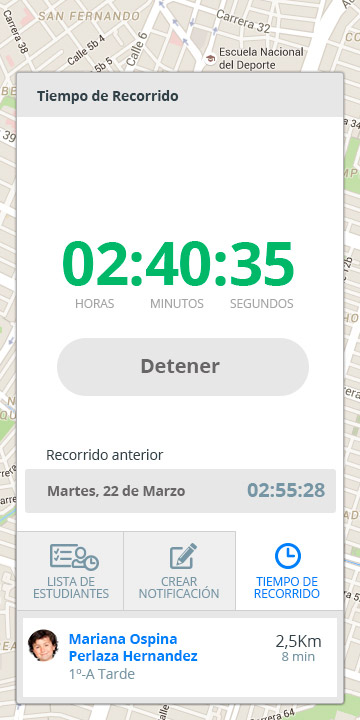 SAN FERNANDO
Carrera 32
Carrera 38
Calle 5b 4
Calle 6
Calle 5b
Escuela Nacional
del Deporte
Tiempo de Recorrido
02:40:35
HORAS MINUTOS SEGUNDOS
Detener
Recorrido anterior
Martes, 22 de Marzo 02:55:28
LISTA DE
ESTUDIANTES
CREAR
NOTIFICACIÓN
TIEMPO DE
RECORRIDO
Mariana Ospina
Perlaza Hernandez
1º-A Tarde
2,5Km
8 min
Carrera 64